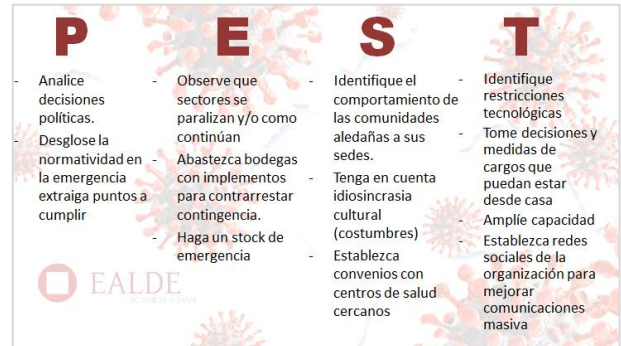 P E S T
- Analice
decisiones
políticas.
- Desglose la
normatividad en
la emergencia
extraiga puntos a
cumplir
- Observe que
sectores se
paralizan y/o como
continúan
- Abastezca bodegas
con implementos
para contrarrestar
contingencia.
- Haga un stock de
emergencia
- Identifique el
comportamiento de
las comunidades
aledañas a sus
sedes.
- Tenga en cuenta
idiosincrasia
cultural
(costumbres)
- Establezca
convenios con
centros de salud
cercanos
- Identifique
restricciones
tecnológicas
- Tome decisiones y
medidas de
cargos que
puedan estar
desde casa
- Amplíe capacidad
- Establezca redes
sociales de la
organización para
mejorar
comunicaciones
masiva
EALDE
BUSINESS SCHOOL